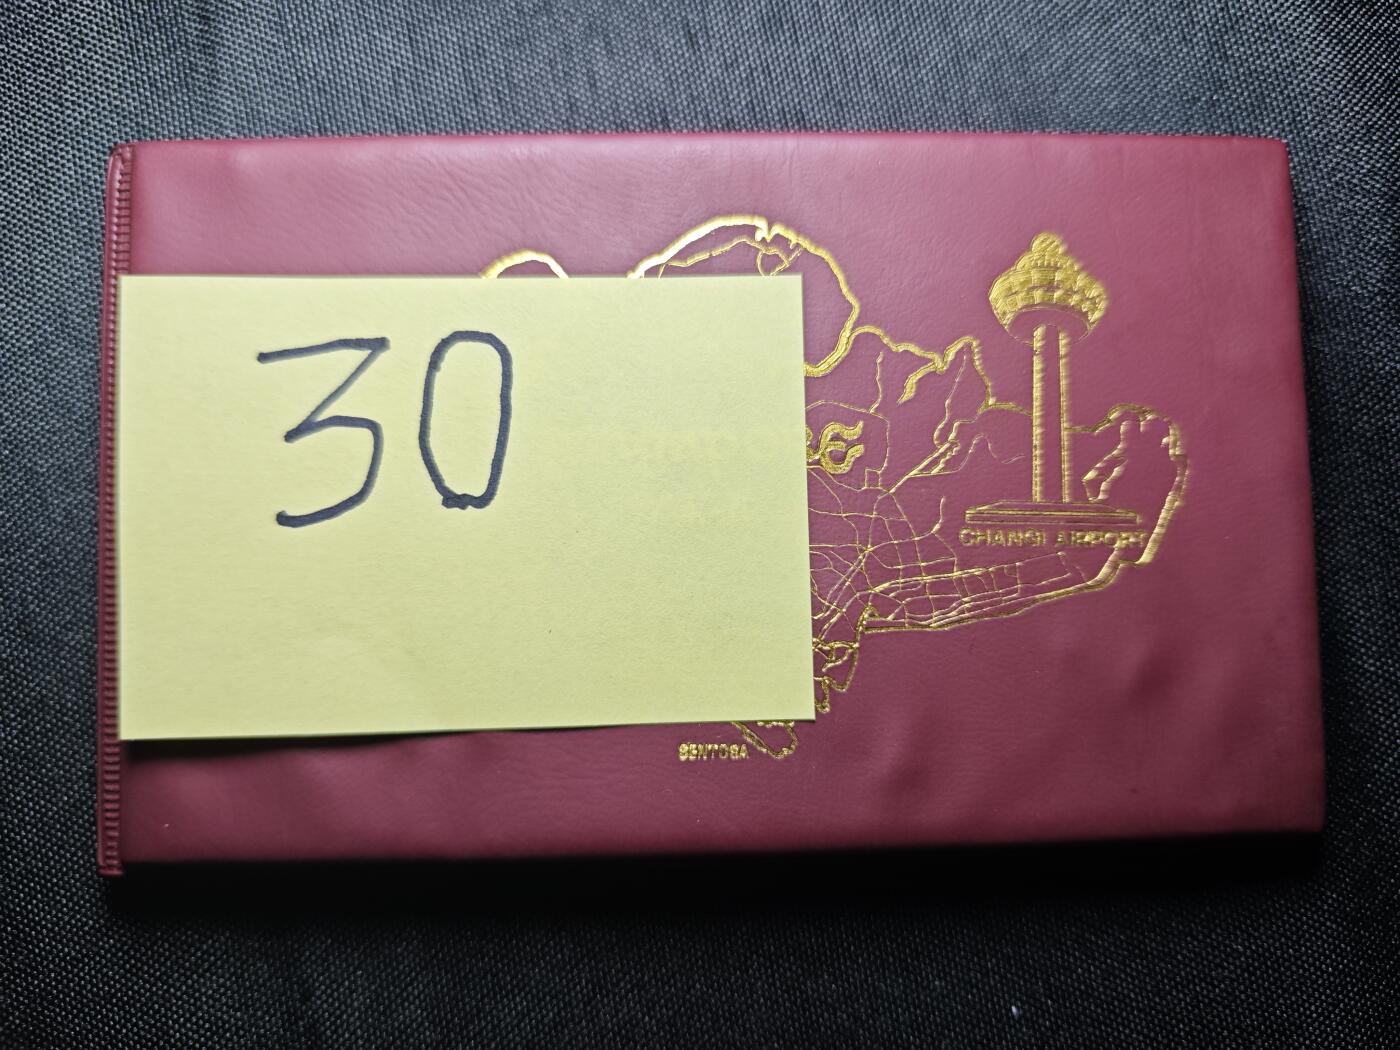 30
CHANGI AIRPORT
SENTOSA